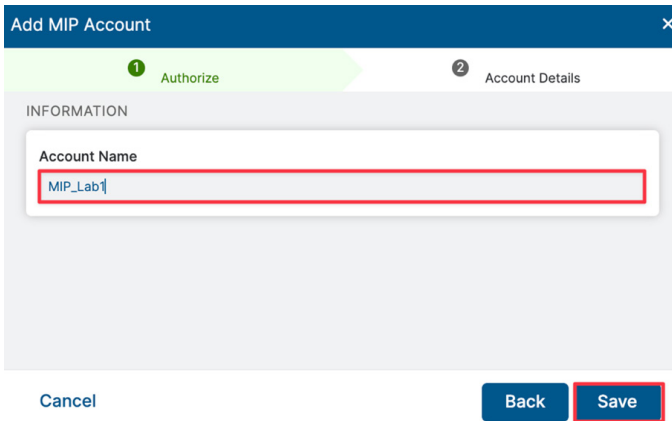 Add MIP Account ×
1 Authorize 2 Account Details
INFORMATION
Account Name
MIP_Lab1
Cancel Back Save